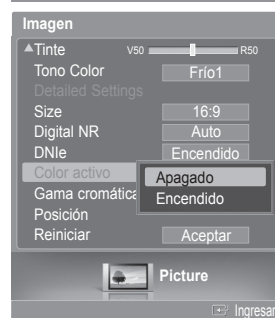 Imagen
▲Tinte V50 R50
Tono Color Frío1
Detailed Settings
Size 16:9
Digital NR Auto
DNIe Encendido
Color activo Apagado
Encendido
Gama cromática
Posición
Reiniciar Aceptar
Picture
Ingresar